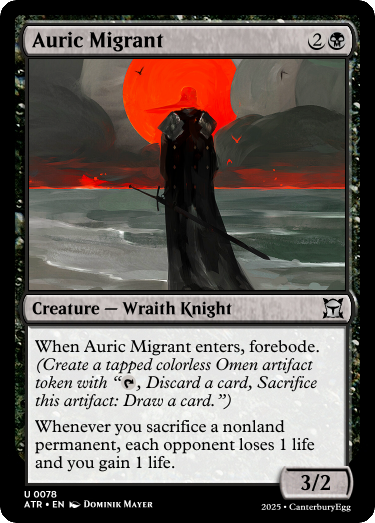 Auric Migrant 2
Creature — Wraith Knight
When Auric Migrant enters, forebode.
(Create a tapped colorless Omen artifact
token with “, Discard a card, Sacrifice
this artifact: Draw a card.”)
Whenever you sacrifice a nonland
permanent, each opponent loses 1 life
and you gain 1 life.
3/2
U 0078
ATR • EN Dominik Mayer
2025 • CanterburyEgg